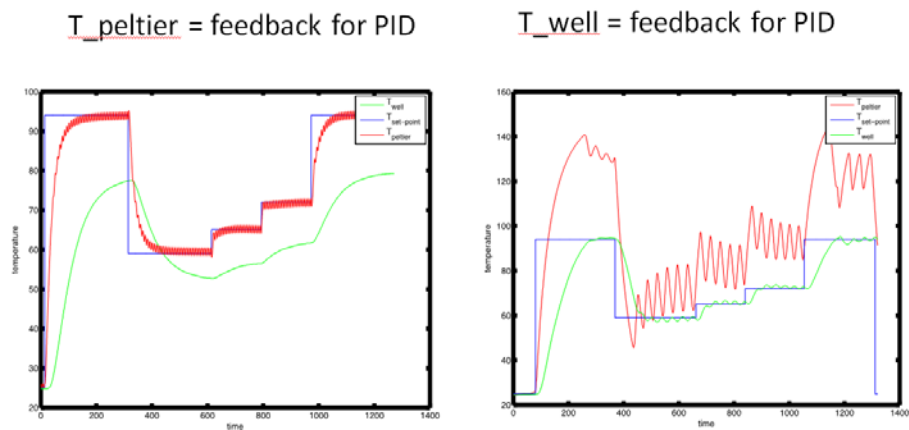 T_peltier = feedback for PID
T_well = feedback for PID
100
90
80
70
60
50
40
30
20
temperature
0
200
400
600
800
1000
1200
1400
time
T_well
T_set-point
T_peltier
160
140
120
100
80
60
40
20
temperature
0
200
400
600
800
1000
1200
1400
time
T_peltier
T_set-point
T_well